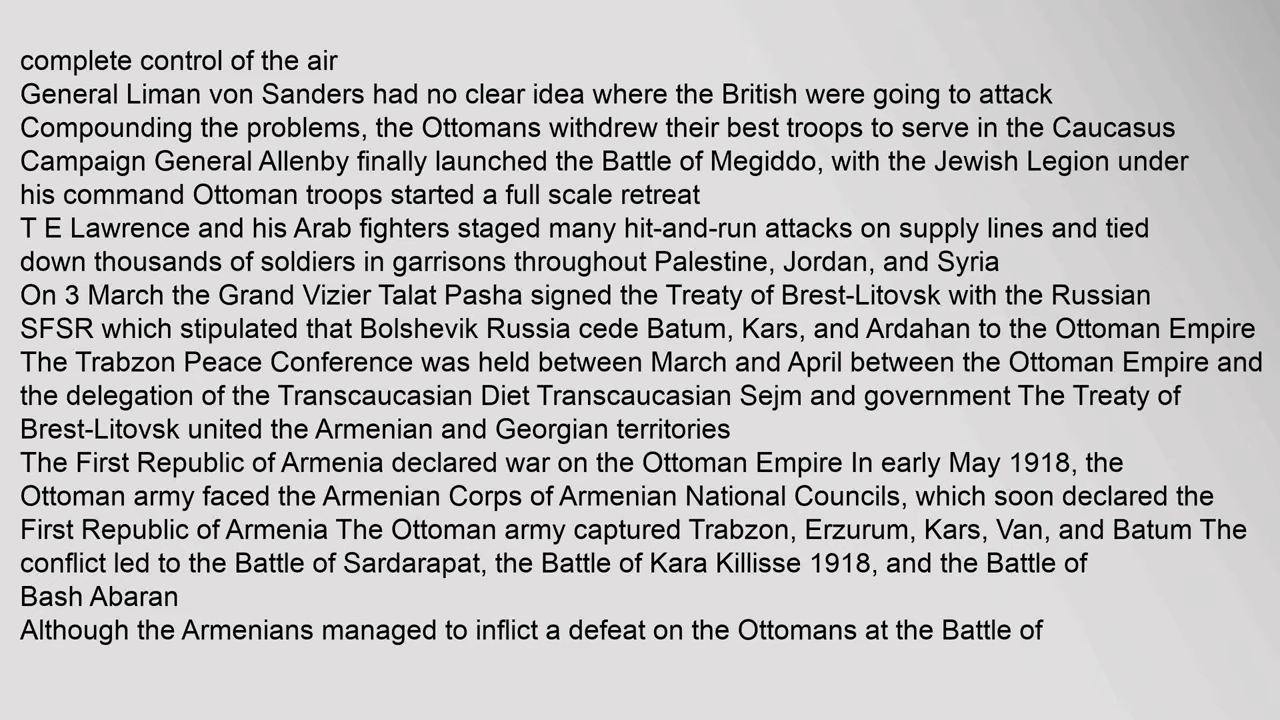 complete control of the air
General Liman von Sanders had no clear idea where the British were going to attack
Compounding the problems, the Ottomans withdrew their best troops to serve in the Caucasus
Campaign General Allenby finally launched the Battle of Megiddo, with the Jewish Legion under
his command Ottoman troops started a full scale retreat
T E Lawrence and his Arab fighters staged many hit-and-run attacks on supply lines and tied
down thousands of soldiers in garrisons throughout Palestine, Jordan, and Syria
On 3 March the Grand Vizier Talat Pasha signed the Treaty of Brest-Litovsk with the Russian
SFSR which stipulated that Bolshevik Russia cede Batum, Kars, and Ardahan to the Ottoman Empire
The Trabzon Peace Conference was held between March and April between the Ottoman Empire and
the delegation of the Transcaucasian Diet Transcaucasian Sejm and government The Treaty of
Brest-Litovsk united the Armenian and Georgian territories
The First Republic of Armenia declared war on the Ottoman Empire In early May 1918, the
Ottoman army faced the Armenian Corps of Armenian National Councils, which soon declared the
First Republic of Armenia The Ottoman army captured Trabzon, Erzurum, Kars, Van, and Batum The
conflict led to the Battle of Sardarapat, the Battle of Kara Killisse 1918, and the Battle of
Bash Abaran
Although the Armenians managed to inflict a defeat on the Ottomans at the Battle of